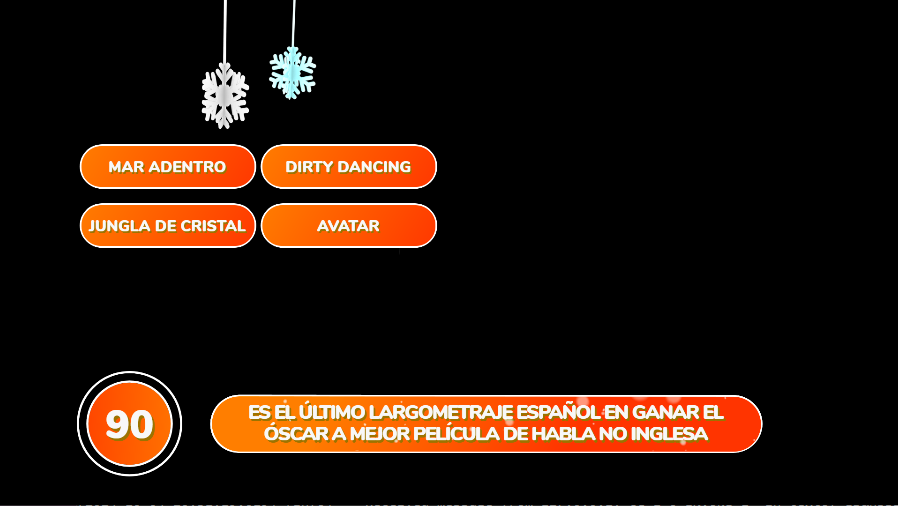 MAR ADENTRO
DIRTY DANCING
JUNGLA DE CRISTAL
AVATAR
90
ES EL ÚLTIMO LARGOMETRAJE ESPAÑOL EN GANAR EL
ÓSCAR A MEJOR PELÍCULA DE HABLA NO INGLESA